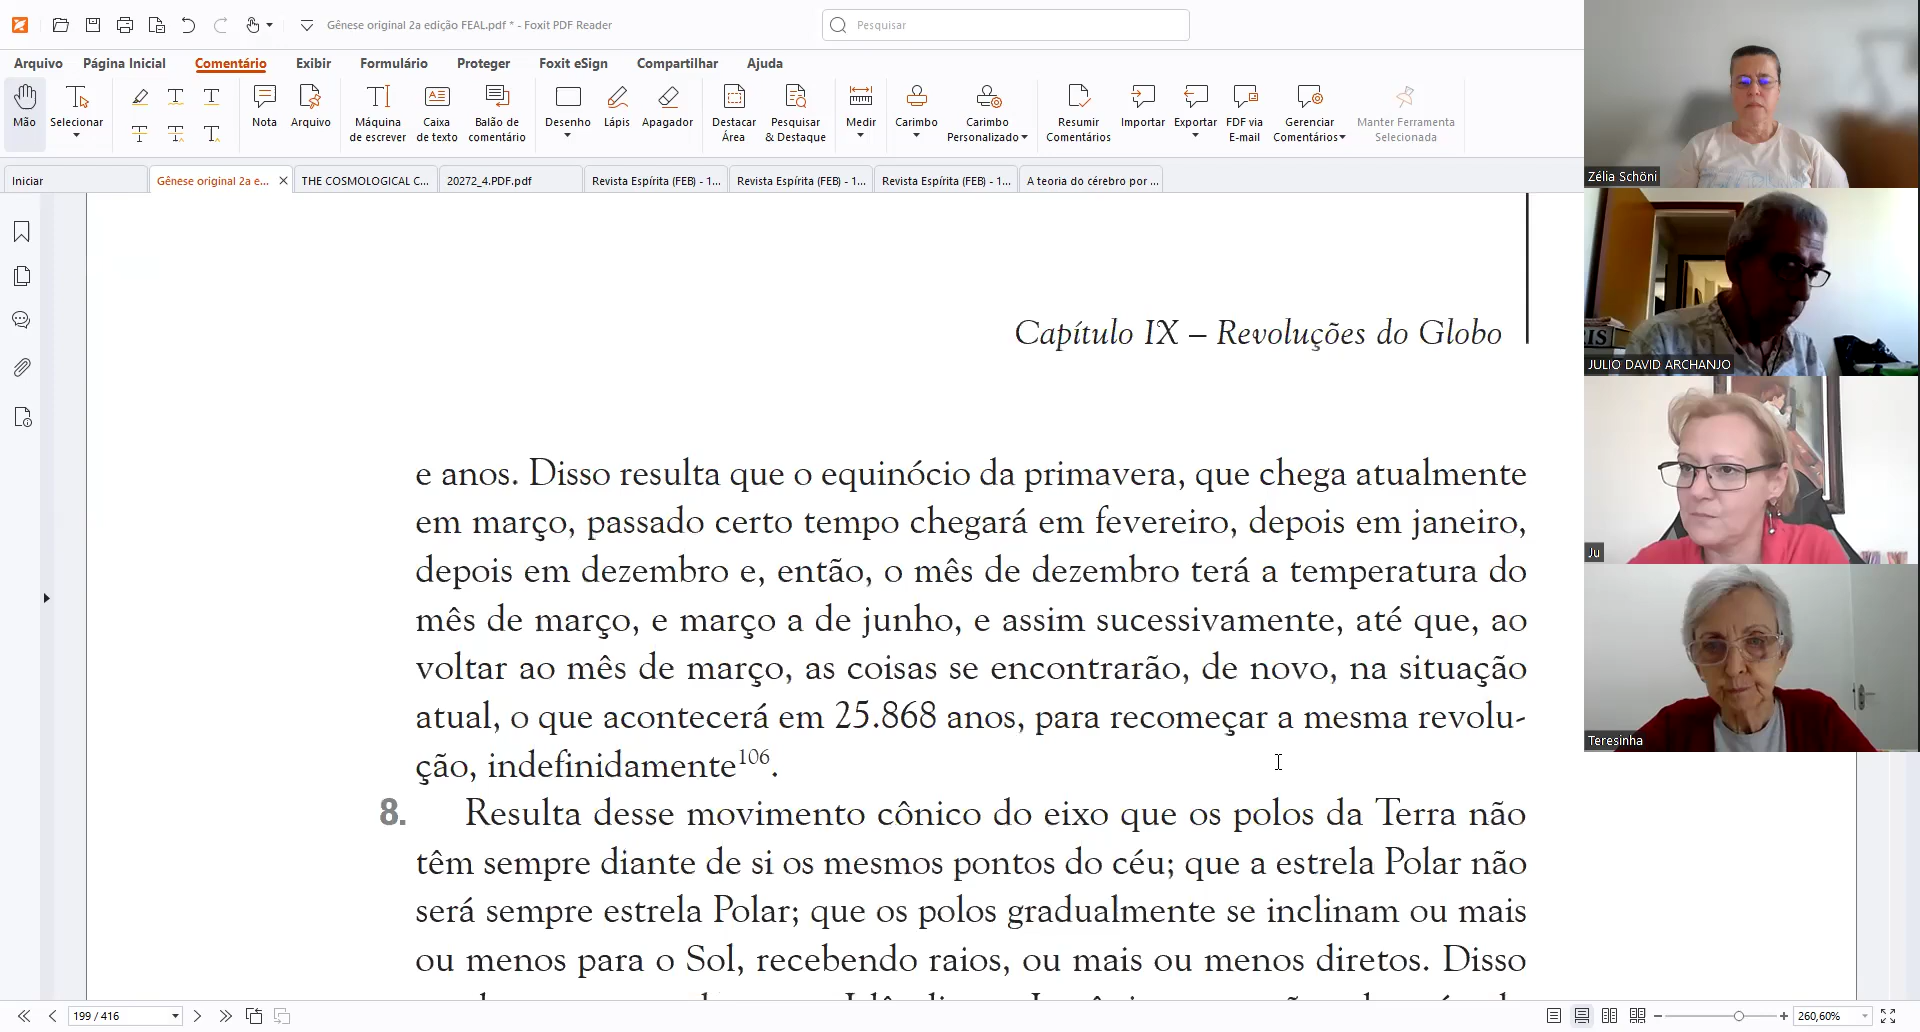 Gênese original 2a edição FEAL.pdf * - Foxit PDF Reader
Pesquisar
Arquivo Página Inicial Comentário Exibir Formulário Proteger Foxit eSign Compartilhar Ajuda
Mão
Selecionar
Nota
Arquivo
Máquina de escrever
Caixa de texto
Balão de comentário
Desenho
Lápis
Apagador
Destacar Área
Pesquisar & Destaque
Medir
Carimbo
Carimbo Personalizado
Resumir Comentários
Importar
Exportar
FDF via E-mail
Gerenciar Comentários
Manter Ferramenta Selecionada
Iniciar
Gênese original 2a e...
THE COSMOLOGICAL C...
20272_4.PDF.pdf
Revista Espírita (FEB) - 1...
Revista Espírita (FEB) - 1...
Revista Espírita (FEB) - 1...
A teoria do cérebro por ...
Capítulo IX – Revoluções do Globo
e anos. Disso resulta que o equinócio da primavera, que chega atualmente
em março, passado certo tempo chegará em fevereiro, depois em janeiro,
depois em dezembro e, então, o mês de dezembro terá a temperatura do
mês de março, e março a de junho, e assim sucessivamente, até que, ao
voltar ao mês de março, as coisas se encontrarão, de novo, na situação
atual, o que acontecerá em 25.868 anos, para recomeçar a mesma revolu-
ção, indefinidamente106.
8. Resulta desse movimento cônico do eixo que os polos da Terra não
têm sempre diante de si os mesmos pontos do céu; que a estrela Polar não
será sempre estrela Polar; que os polos gradualmente se inclinam ou mais
ou menos para o Sol, recebendo raios, ou mais ou menos diretos. Disso
Zélia Schöni
JULIO DAVID ARCHANJO
Ju
Teresinha
199 / 416
260,60%